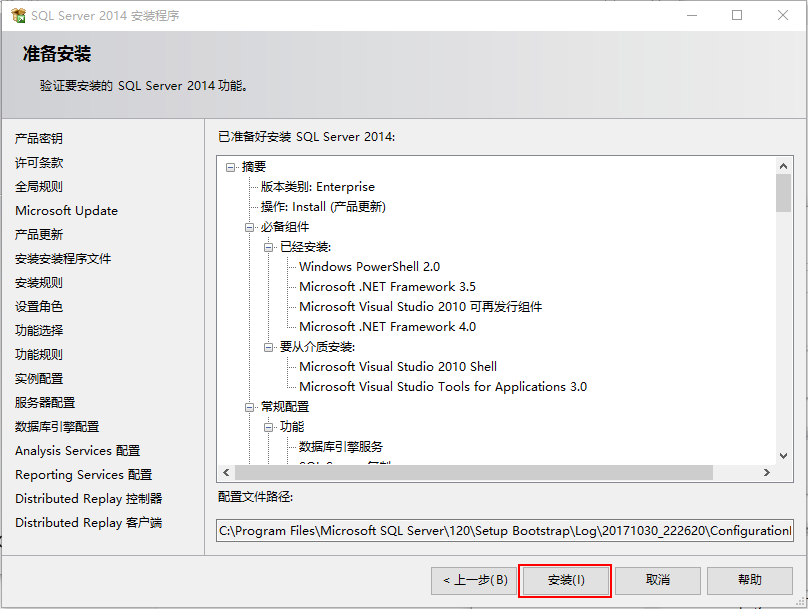 SQL Server 2014 安装程序
准备安装
验证要安装的 SQL Server 2014 功能。
产品密钥
许可条款
全局规则
Microsoft Update
产品更新
安装安装程序文件
安装规则
设置角色
功能选择
功能规则
实例配置
服务器配置
数据库引擎配置
Analysis Services 配置
Reporting Services 配置
Distributed Replay 控制器
Distributed Replay 客户端
已准备好安装 SQL Server 2014:
摘要
版本类别: Enterprise
操作: Install (产品更新)
必备组件
已经安装:
Windows PowerShell 2.0
Microsoft .NET Framework 3.5
Microsoft Visual Studio 2010 可再发行组件
Microsoft .NET Framework 4.0
要从介质安装:
Microsoft Visual Studio 2010 Shell
Microsoft Visual Studio Tools for Applications 3.0
常规配置
功能
数据库引擎服务
配置文件路径:
C:\Program Files\Microsoft SQL Server\120\Setup Bootstrap\Log\20171030_222620\Configuration
< 上一步(B)
安装(I)
取消
帮助